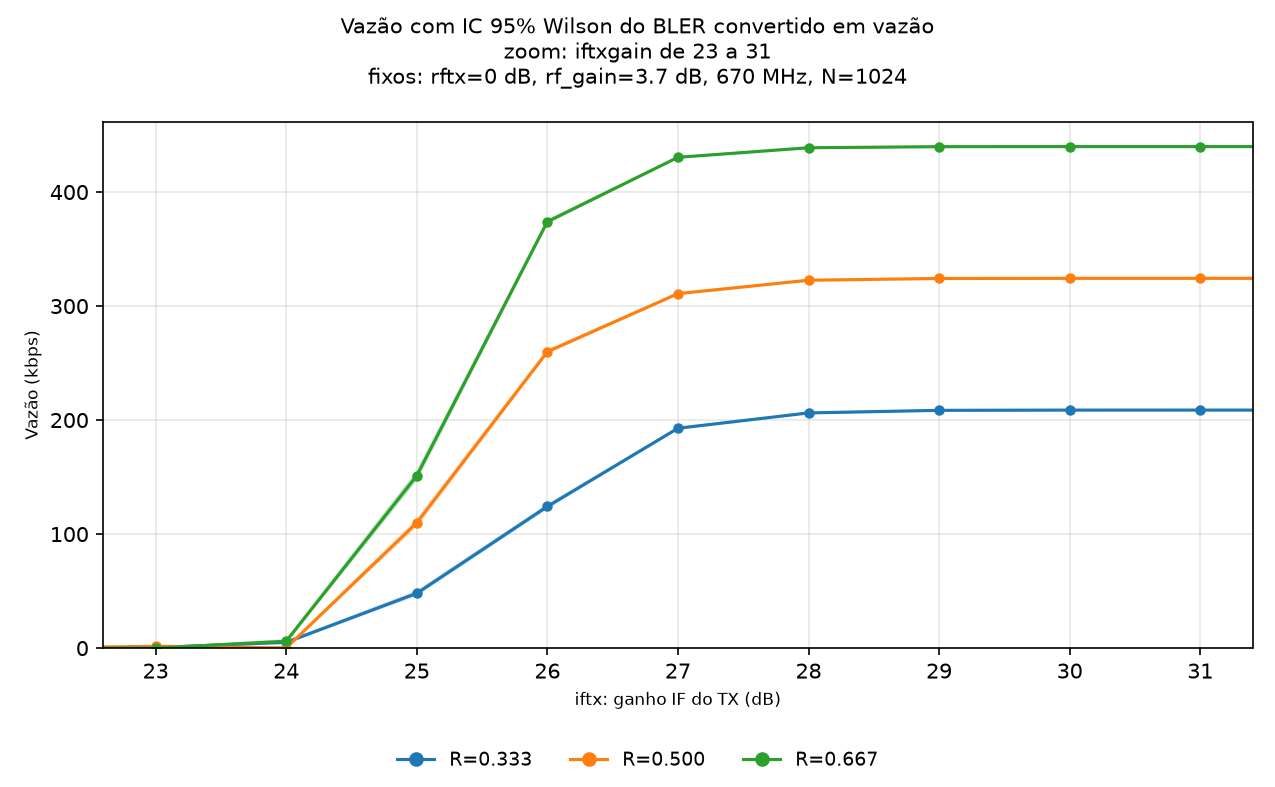 Vazão com IC 95% Wilson do BLER convertido em vazão
zoom: iftxgain de 23 a 31
fixos: rftx=0 dB, rf_gain=3.7 dB, 670 MHz, N=1024
Vazão (kbps)
400
300
200
100
0
23 24 25 26 27 28 29 30 31
iftx: ganho IF do TX (dB)
R=0.333 R=0.500 R=0.667